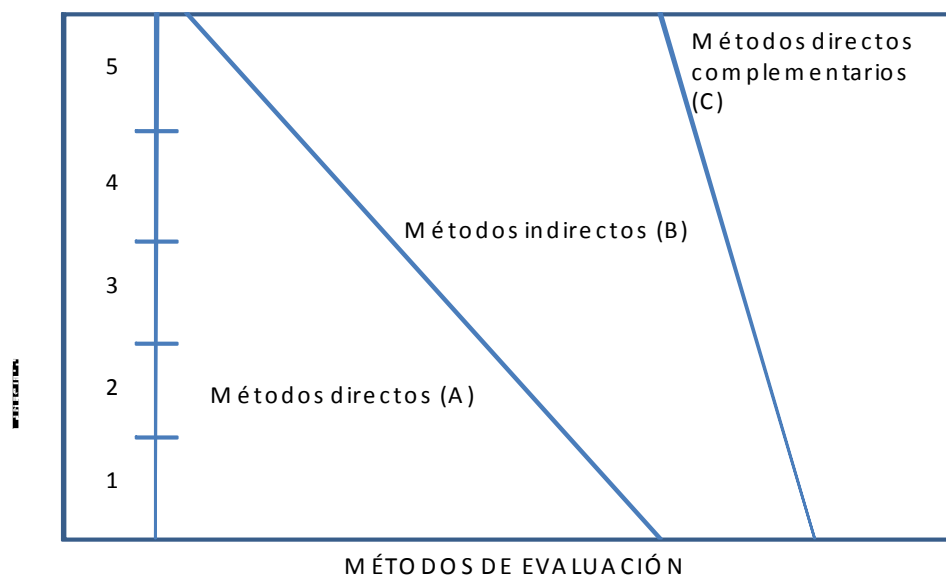 Métodos directos
complementarios
(C)
5
4
Métodos indirectos (B)
3
2
Métodos directos (A)
1
MÉTODOS DE EVALUACIÓN